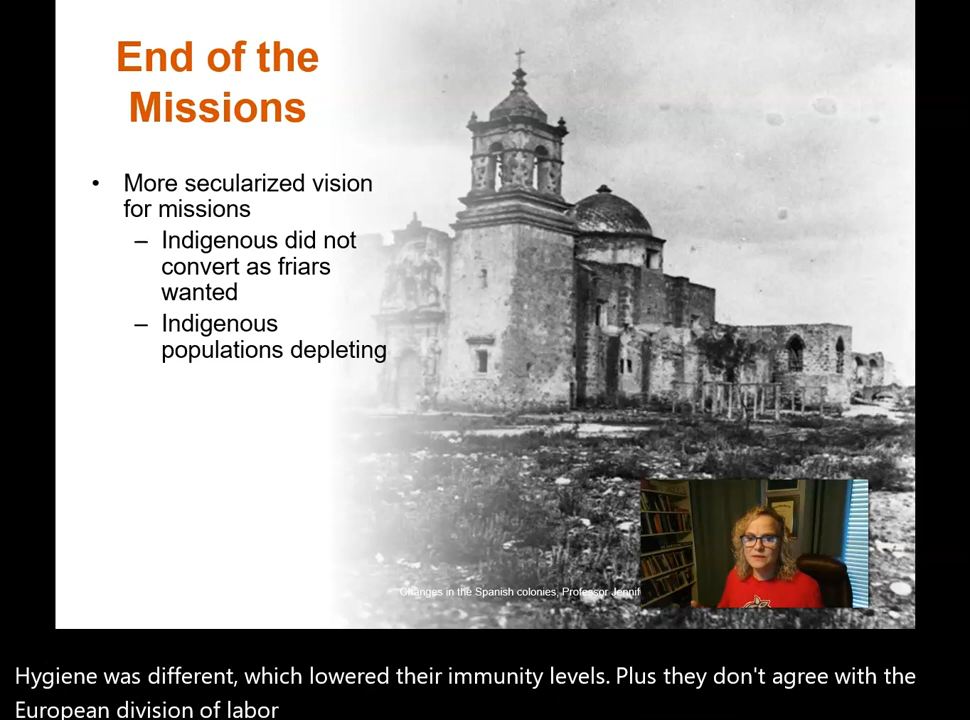 End of the
Missions
• More secularized vision
for missions
– Indigenous did not
convert as friars
wanted
– Indigenous
populations depleting
Changes in the Spanish colonies, Professor
Hygiene was different, which lowered their immunity levels. Plus they don't agree with the
European division of labor